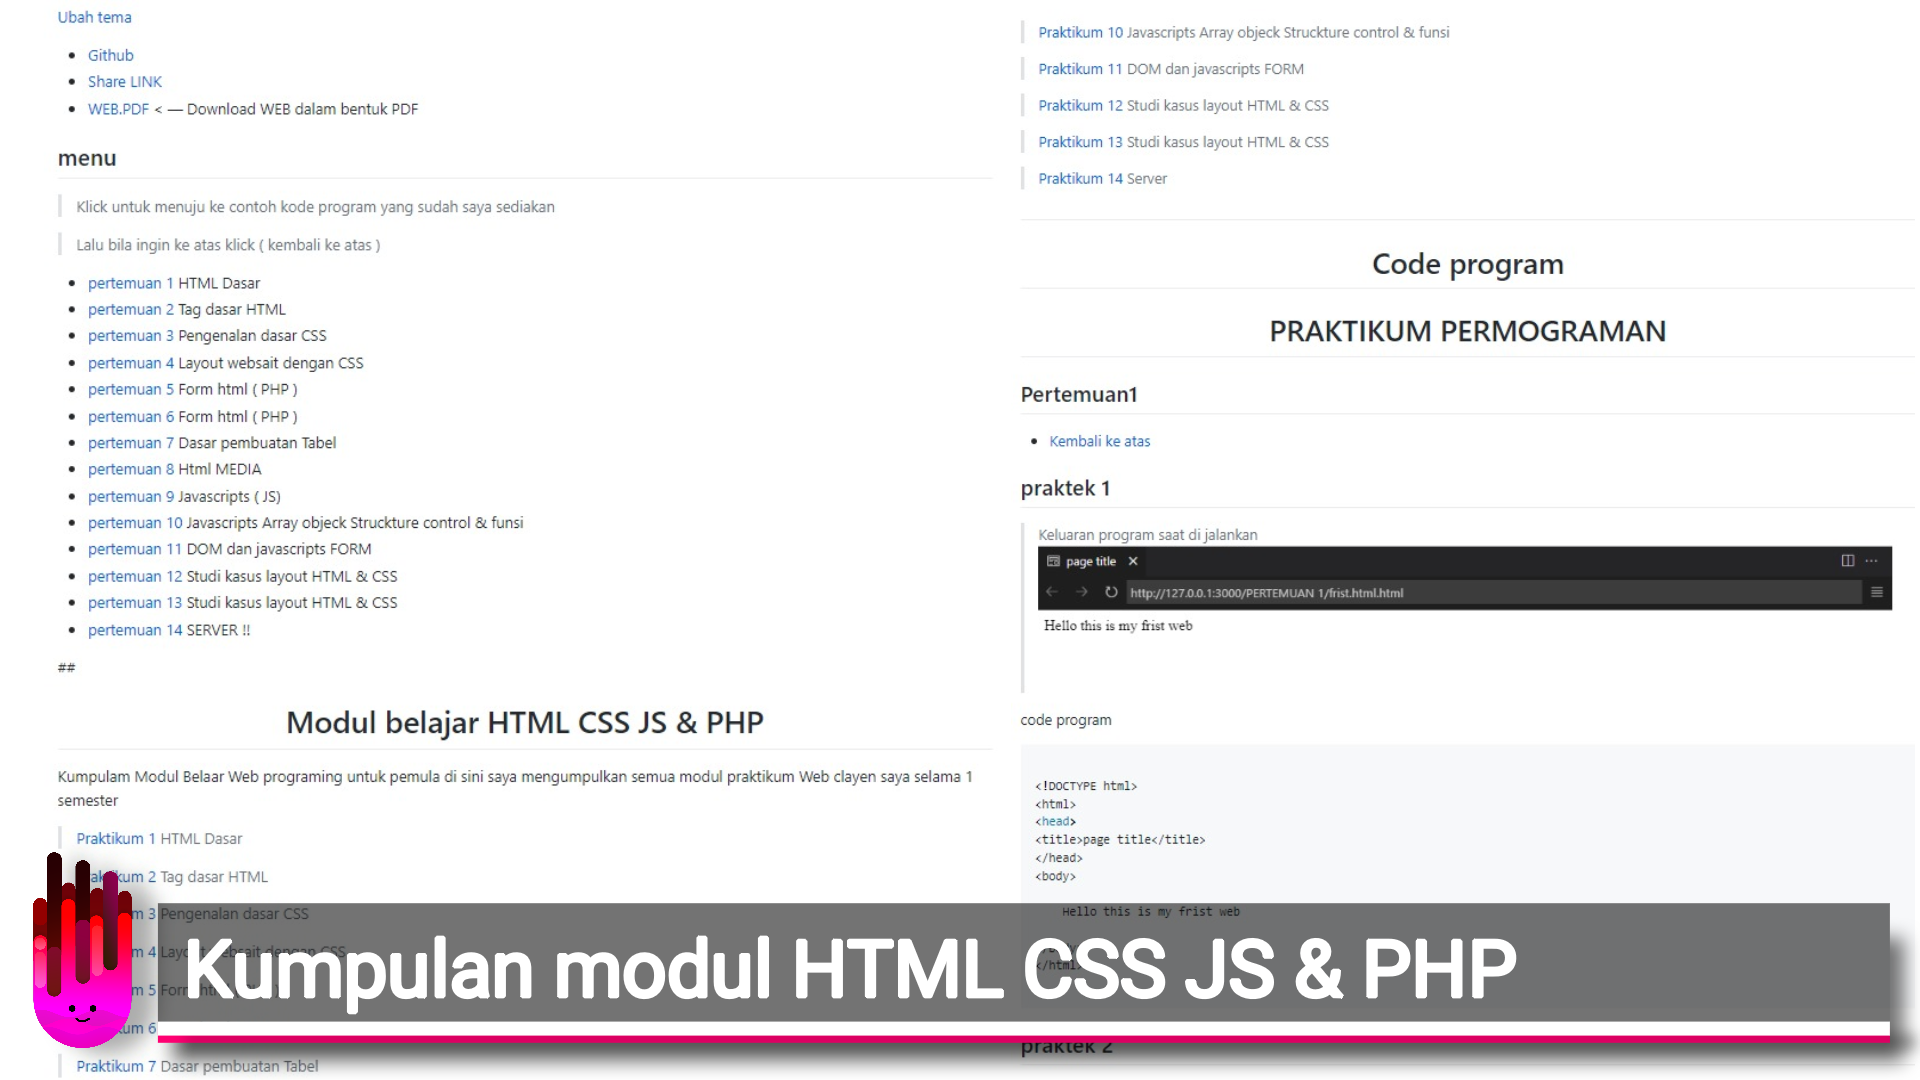 Ubah tema
Github
Share LINK
WEB.PDF < — Download WEB dalam bentuk PDF
menu
Klick untuk menuju ke contoh kode program yang sudah saya sediakan
Lalu bila ingin ke atas klick ( kembali ke atas )
pertemuan 1 HTML Dasar
pertemuan 2 Tag dasar HTML
pertemuan 3 Pengenalan dasar CSS
pertemuan 4 Layout websait dengan CSS
pertemuan 5 Form html ( PHP )
pertemuan 6 Form html ( PHP )
pertemuan 7 Dasar pembuatan Tabel
pertemuan 8 Html MEDIA
pertemuan 9 Javascripts ( JS)
pertemuan 10 Javascripts Array objeck Struckture control & funsi
pertemuan 11 DOM dan javascripts FORM
pertemuan 12 Studi kasus layout HTML & CSS
pertemuan 13 Studi kasus layout HTML & CSS
pertemuan 14 SERVER !!
##
Modul belajar HTML CSS JS & PHP
Kumpulam Modul Belaar Web programing untuk pemula di sini saya mengumpulkan semua modul praktikum Web clayen saya selama 1
semester
Praktikum 1 HTML Dasar
kum 2 Tag dasar HTML
m 3 Pengenalan dasar CSS
m 4 Layout websait dengan CSS
m 5 Form
um 6
Praktikum 7 Dasar pembuatan Tabel
Praktikum 10 Javascripts Array objeck Struckture control & funsi
Praktikum 11 DOM dan javascripts FORM
Praktikum 12 Studi kasus layout HTML & CSS
Praktikum 13 Studi kasus layout HTML & CSS
Praktikum 14 Server
Code program
PRAKTIKUM PERMOGRAMAN
Pertemuan1
Kembali ke atas
praktek 1
Keluaran program saat di jalankan
page title
http://127.0.0.1:3000/PERTEMUAN 1/frist.html.html
Hello this is my frist web
code program
<!DOCTYPE html>
<html>
<head>
<title>page title</title>
</head>
<body>
Hello this is my frist web
</html>
praktek 2
Kumpulan modul HTML CSS JS & PHP